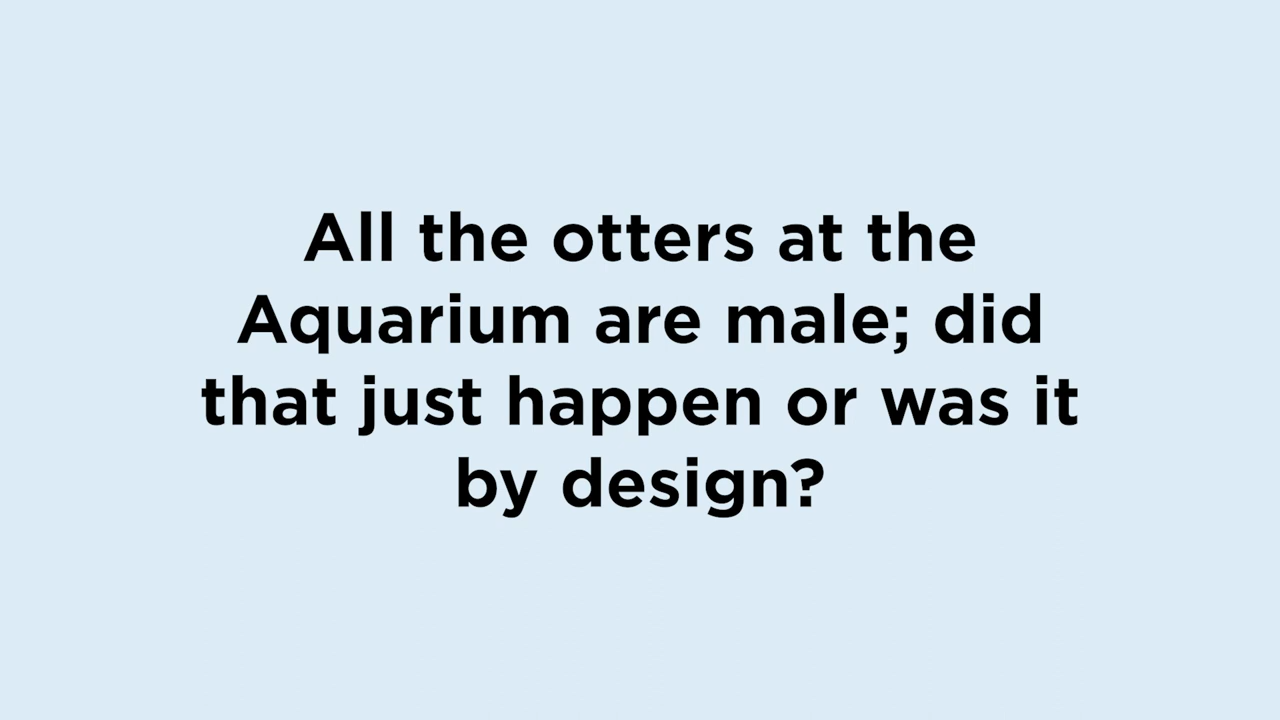 All the otters at the
Aquarium are male; did
that just happen or was it
by design?